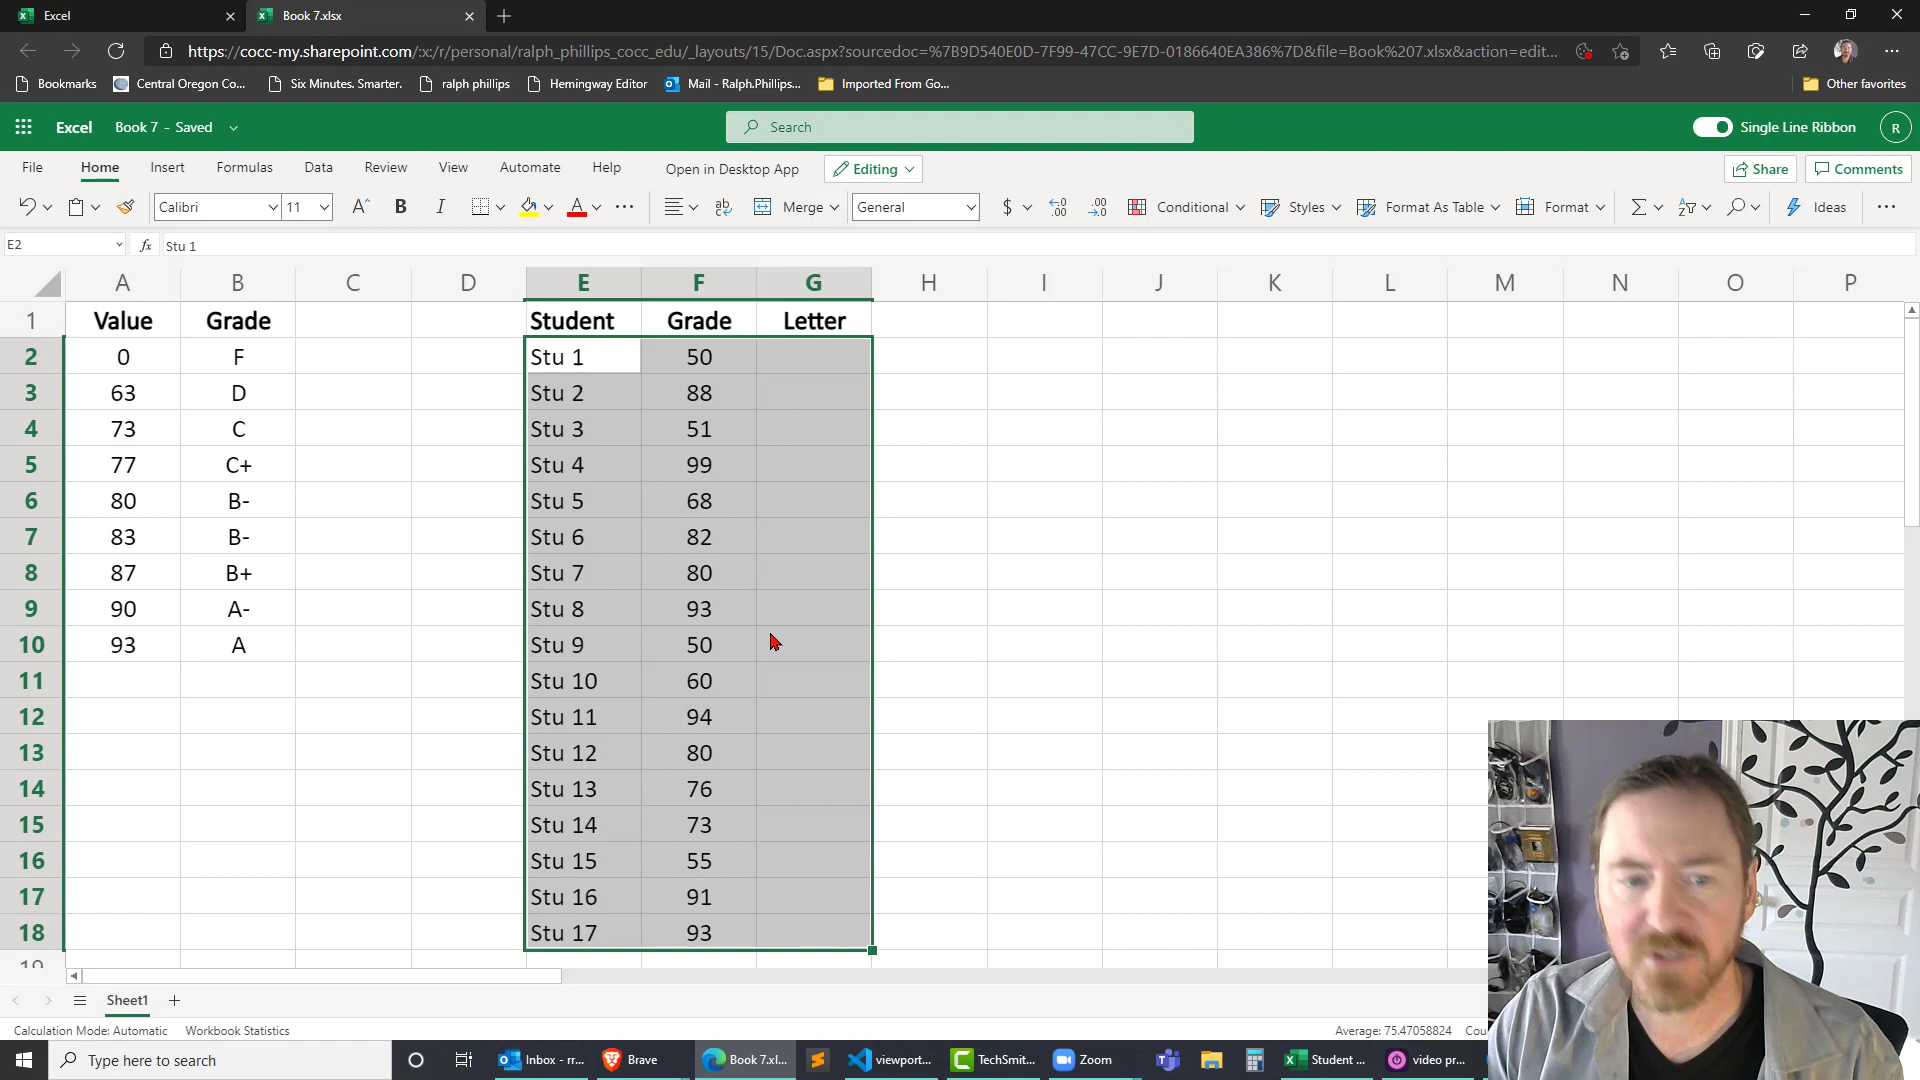 Excel
Book 7.xlsx
https://cocc-my.sharepoint.com/:x:/r/personal/ralph_phillips_cocc_edu/_layouts/15/Doc.aspx?sourcedoc=%7B9D540E0D-7F99-47CC-9E7D-0186640EA386%7D&file=Book%207.xlsx&action=edit...
Bookmarks Central Oregon Co... Six Minutes. Smarter. ralph phillips Hemingway Editor Mail - Ralph.Phillips... Imported From Go... Other favorites
Excel Book 7 - Saved Search Single Line Ribbon R
File Home Insert Formulas Data Review View Automate Help Open in Desktop App Editing Share Comments
Calibri 11 A B I A ab c Merge General $ .00 Conditional Styles Format As Table Format Σ Ideas
E2 fx Stu 1
A B C D E F G H I J K L M N O P
1 Value Grade Student Grade Letter
2 0 F Stu 1 50
3 63 D Stu 2 88
4 73 C Stu 3 51
5 77 C+ Stu 4 99
6 80 B- Stu 5 68
7 83 B- Stu 6 82
8 87 B+ Stu 7 80
9 90 A- Stu 8 93
10 93 A Stu 9 50
11 Stu 10 60
12 Stu 11 94
13 Stu 12 80
14 Stu 13 76
15 Stu 14 73
16 Stu 15 55
17 Stu 16 91
18 Stu 17 93
19
Sheet1
Calculation Mode: Automatic Workbook Statistics Average: 75.47058824
Type here to search Inbox - rr... Brave Book 7.xl... viewport... TechSmit... Zoom Student ... video pr...